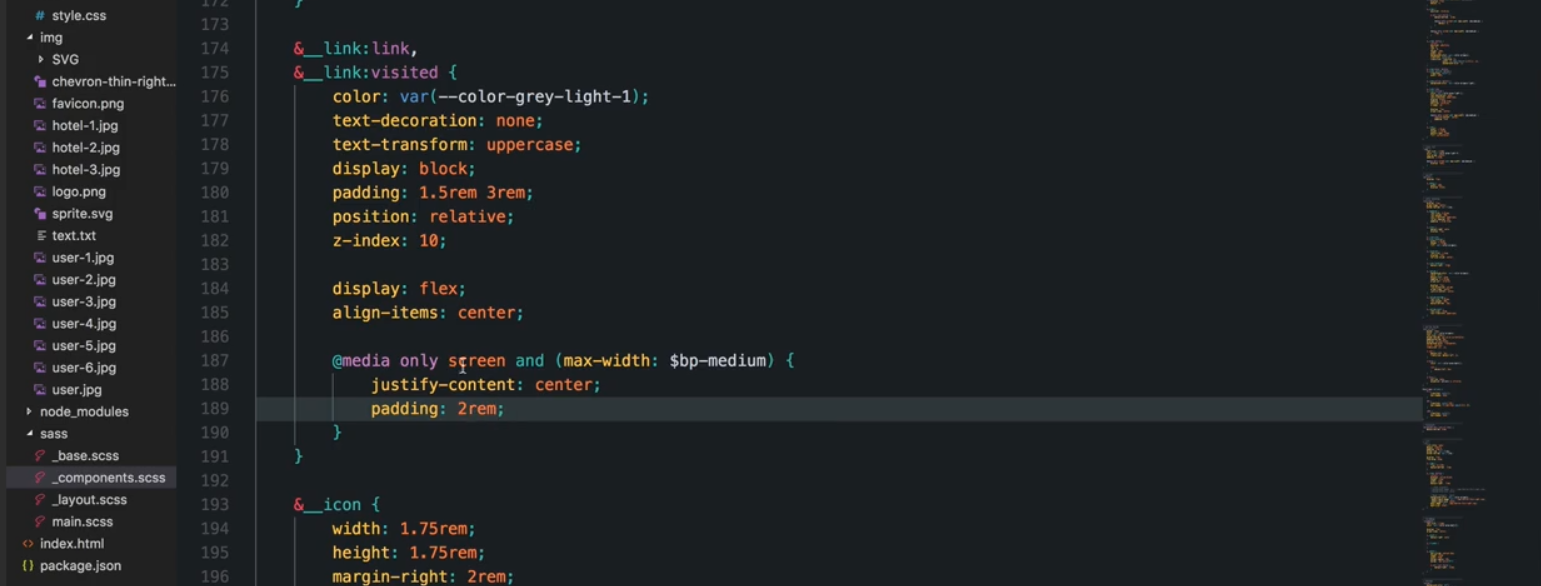 style.css
img
SVG
chevron-thin-right...
favicon.png
hotel-1.jpg
hotel-2.jpg
hotel-3.jpg
logo.png
sprite.svg
text.txt
user-1.jpg
user-2.jpg
user-3.jpg
user-4.jpg
user-5.jpg
user-6.jpg
user.jpg
node_modules
sass
_base.scss
_components.scss
_layout.scss
main.scss
index.html
package.json
172 }
173
174 &__link:link,
175 &__link:visited {
176 color: var(--color-grey-light-1);
177 text-decoration: none;
178 text-transform: uppercase;
179 display: block;
180 padding: 1.5rem 3rem;
181 position: relative;
182 z-index: 10;
183
184 display: flex;
185 align-items: center;
186
187 @media only screen and (max-width: $bp-medium) {
188 justify-content: center;
189 padding: 2rem;
190 }
191 }
192
193 &__icon {
194 width: 1.75rem;
195 height: 1.75rem;
196 margin-right: 2rem;